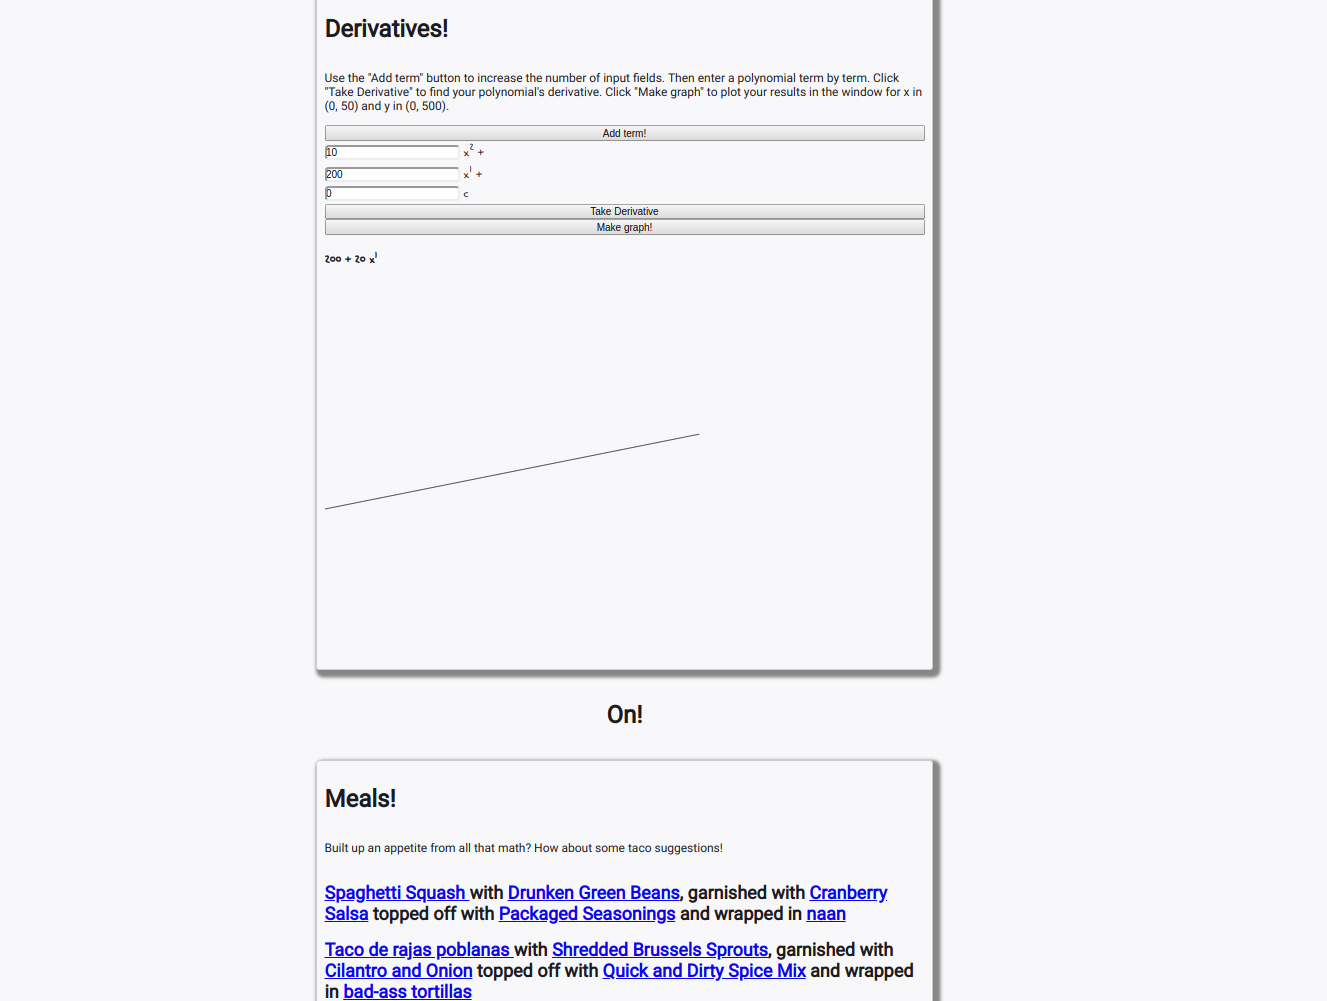 Derivatives!
Use the "Add term" button to increase the number of input fields. Then enter a polynomial term by term. Click
"Take Derivative" to find your polynomial's derivative. Click "Make graph" to plot your results in the window for x in
(0, 50) and y in (0, 500).
Add term!
10 x² +
200 x¹ +
0 c
Take Derivative
Make graph!
200 + 20 x¹
On!
Meals!
Built up an appetite from all that math? How about some taco suggestions!
Spaghetti Squash with Drunken Green Beans, garnished with Cranberry
Salsa topped off with Packaged Seasonings and wrapped in naan
Taco de rajas poblanas with Shredded Brussels Sprouts, garnished with
Cilantro and Onion topped off with Quick and Dirty Spice Mix and wrapped
in bad-ass tortillas